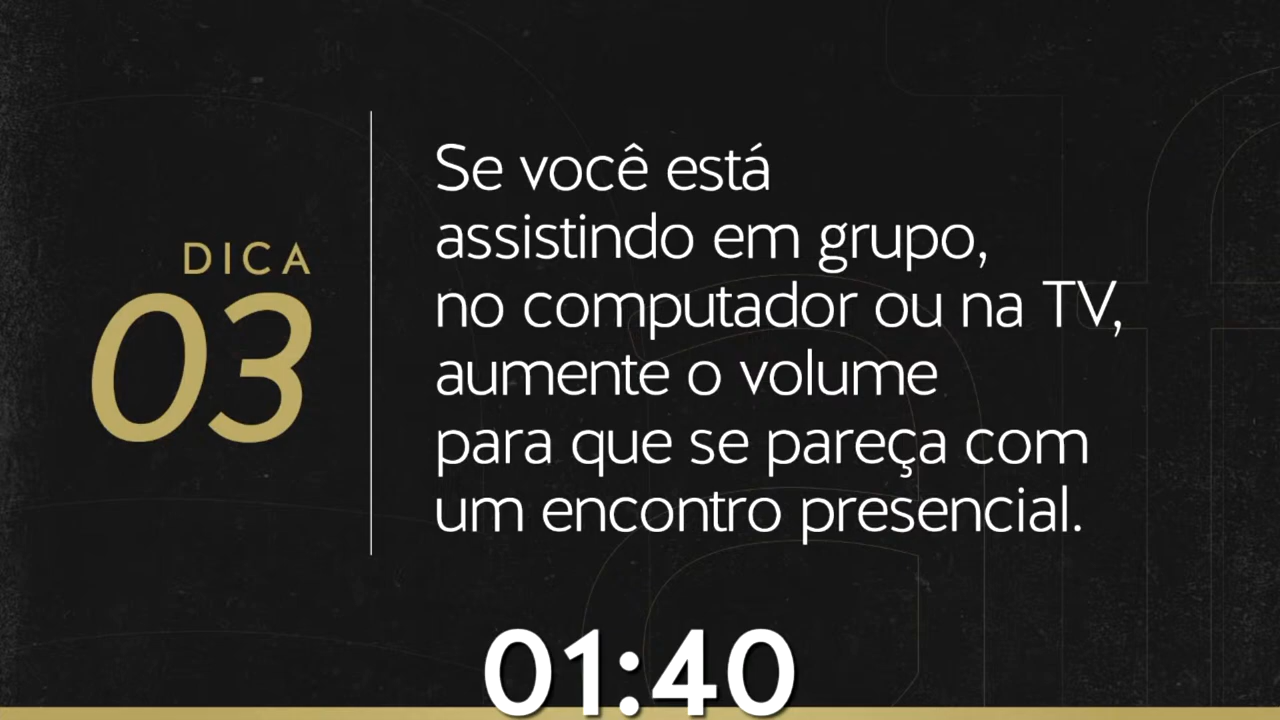 DICA
03
Se você está
assistindo em grupo,
no computador ou na TV,
aumente o volume
para que se pareça com
um encontro presencial.
01:40